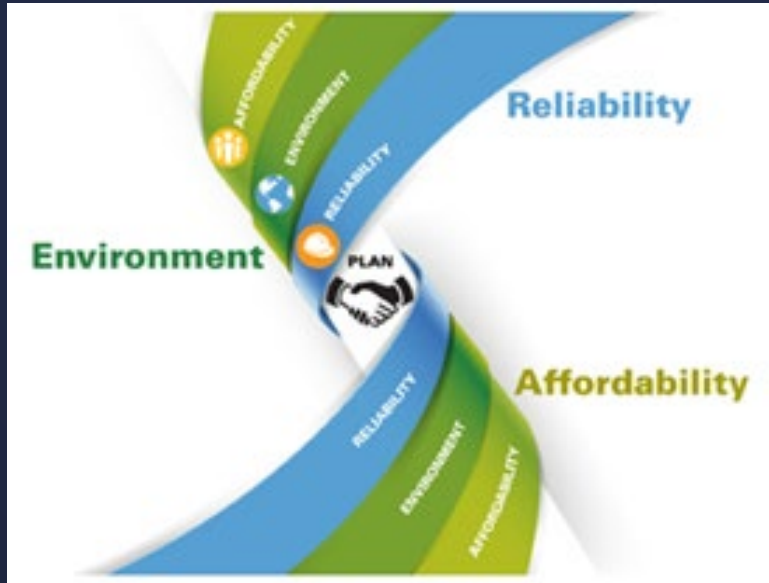 AFFORDABILITY
ENVIRONMENT
RELIABILITY
Reliability
Environment
PLAN
Affordability
RELIABILITY
ENVIRONMENT
AFFORDABILITY